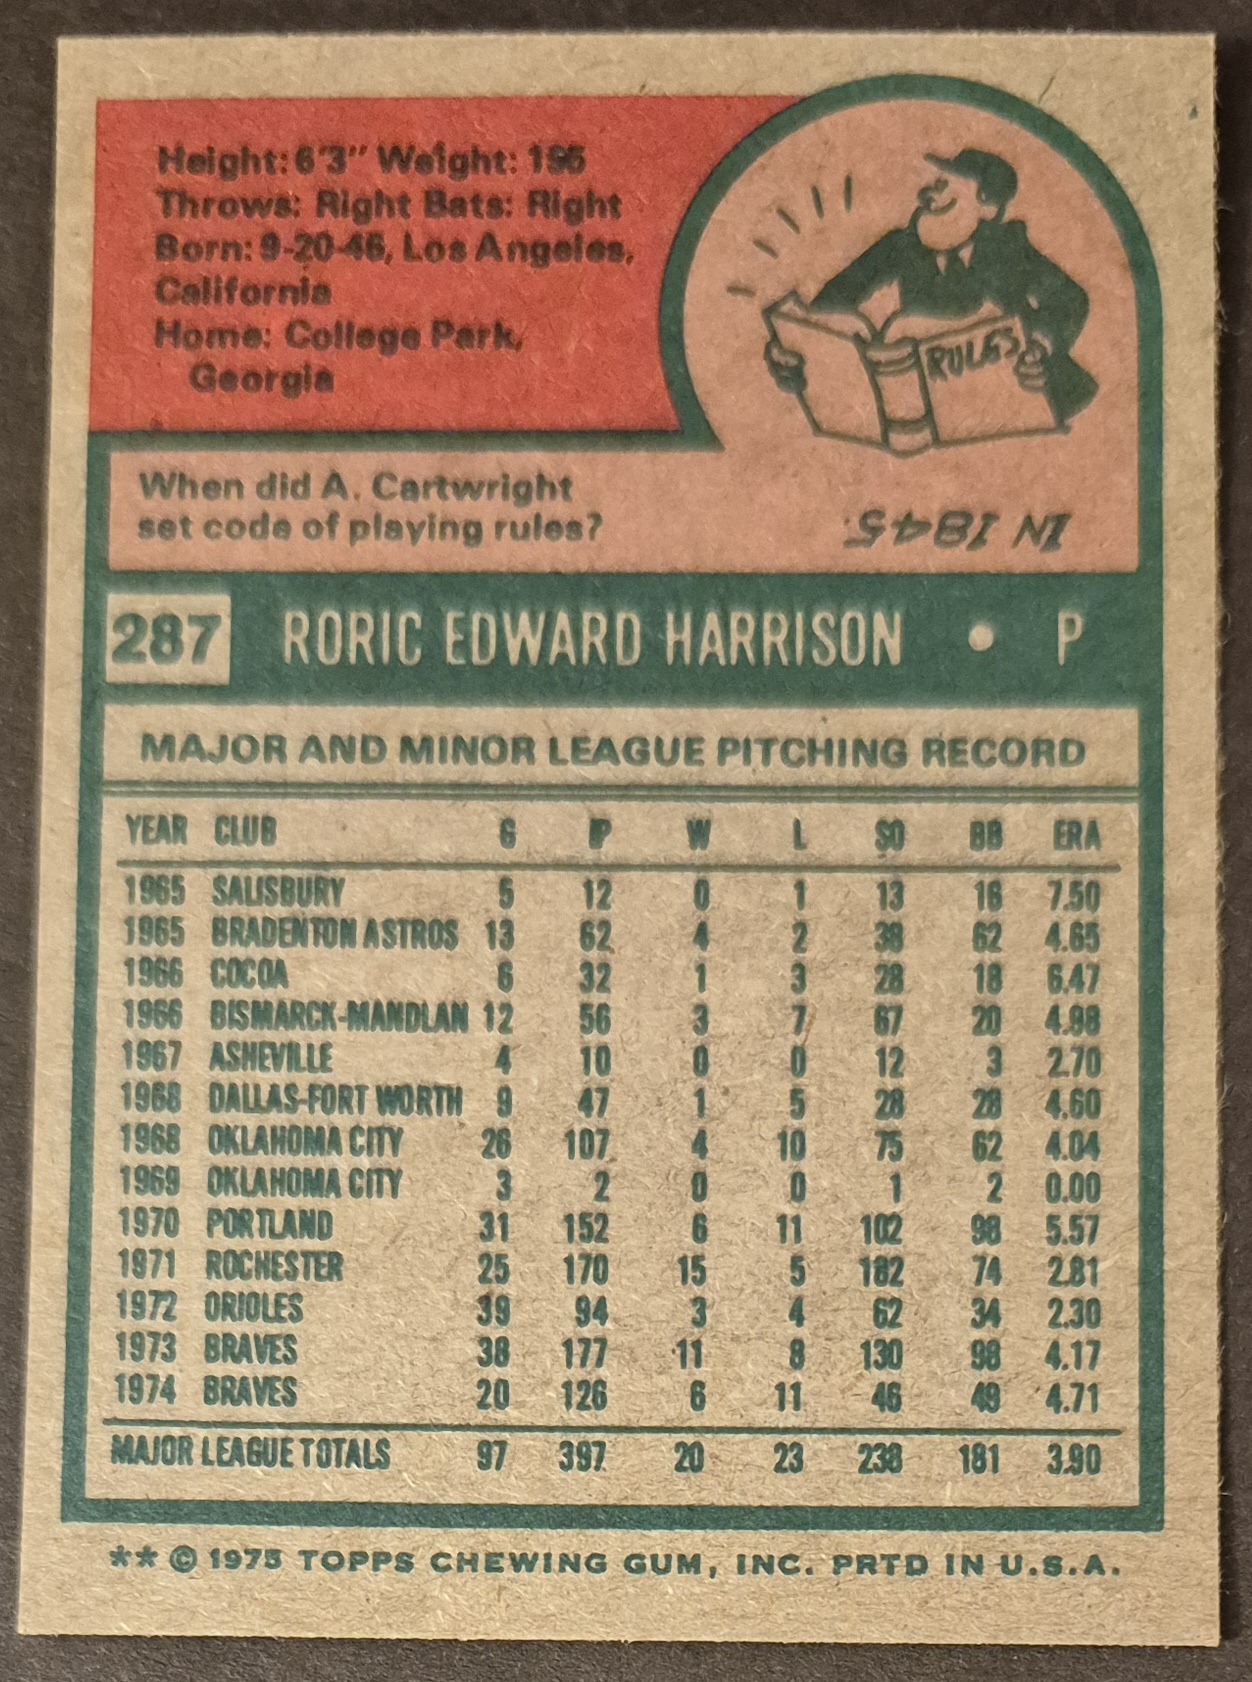 Height: 6'3" Weight: 195
Throws: Right Bats: Right
Born: 9-20-46, Los Angeles,
California
Home: College Park,
Georgia
RULES
When did A. Cartwright
set code of playing rules?
IN 1845.
287 RORIC EDWARD HARRISON • P
MAJOR AND MINOR LEAGUE PITCHING RECORD
YEAR CLUB G IP W L SO BB ERA
1965 SALISBURY 5 12 0 1 13 16 7.50
1965 BRADENTON ASTROS 13 62 4 2 38 62 4.65
1966 COCOA 6 32 1 3 28 18 6.47
1966 BISMARCK-MANDLAN 12 56 3 7 67 20 4.98
1967 ASHEVILLE 4 10 0 0 12 3 2.70
1968 DALLAS-FORT WORTH 9 47 1 5 28 28 4.60
1968 OKLAHOMA CITY 26 107 4 10 75 62 4.04
1969 OKLAHOMA CITY 3 2 0 0 1 2 0.00
1970 PORTLAND 31 152 6 11 102 98 5.57
1971 ROCHESTER 25 170 15 5 182 74 2.81
1972 ORIOLES 39 94 3 4 62 34 2.30
1973 BRAVES 38 177 11 8 130 98 4.17
1974 BRAVES 20 126 6 11 46 49 4.71
MAJOR LEAGUE TOTALS 97 397 20 23 238 181 3.90
** © 1975 TOPPS CHEWING GUM, INC. PRTD IN U.S.A.